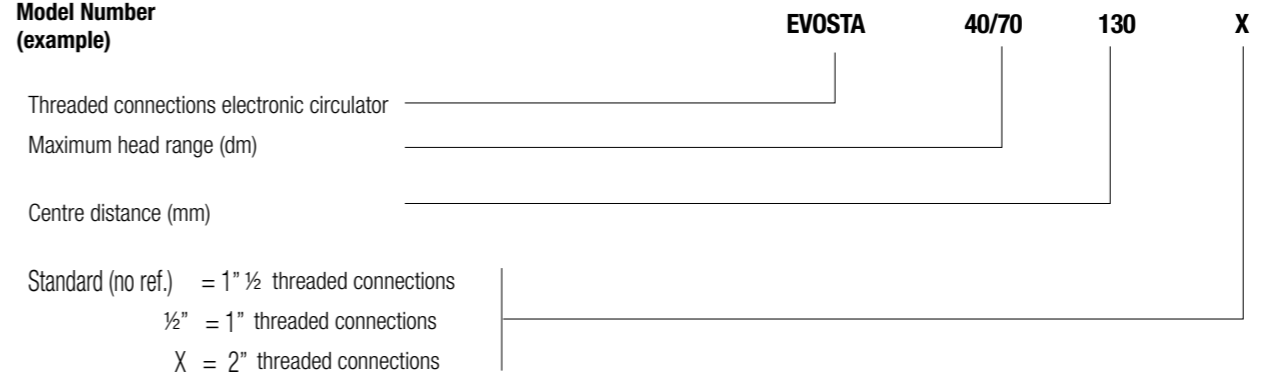 Model Number
(example)
EVOSTA 40/70 130 X
Threaded connections electronic circulator
Maximum head range (dm)
Centre distance (mm)
Standard (no ref.) = 1” ½ threaded connections
½” = 1” threaded connections
X = 2” threaded connections